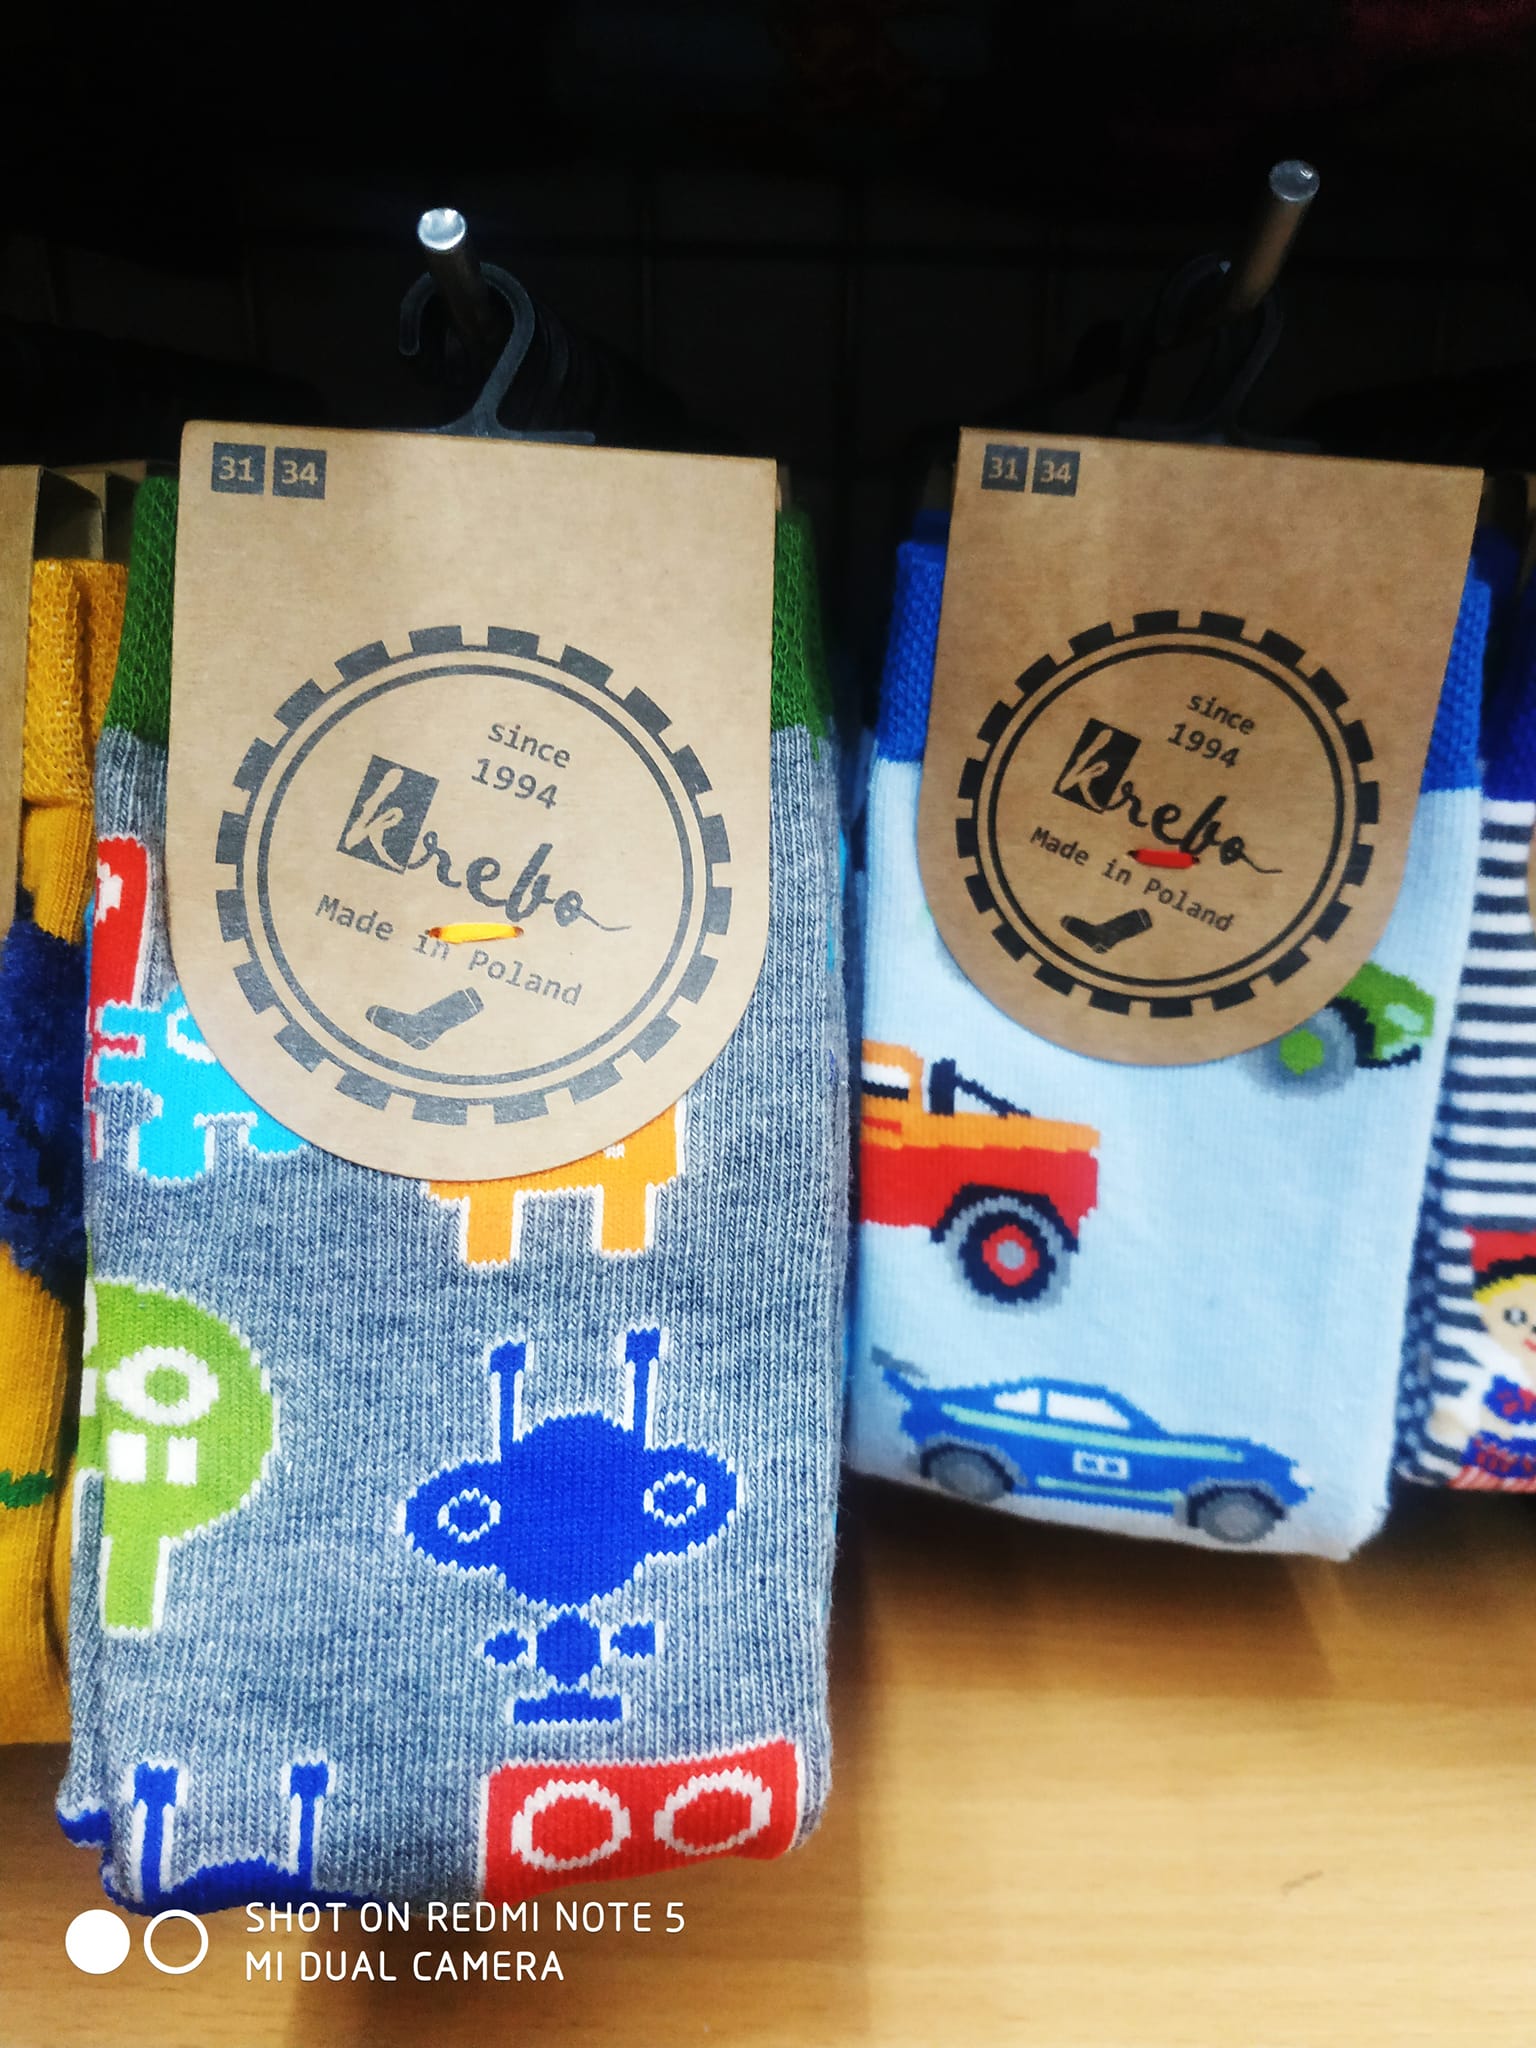 31 34
since
1994
krebo
Made in Poland
31 34
since
1994
krebo
Made in Poland
SHOT ON REDMI NOTE 5
MI DUAL CAMERA